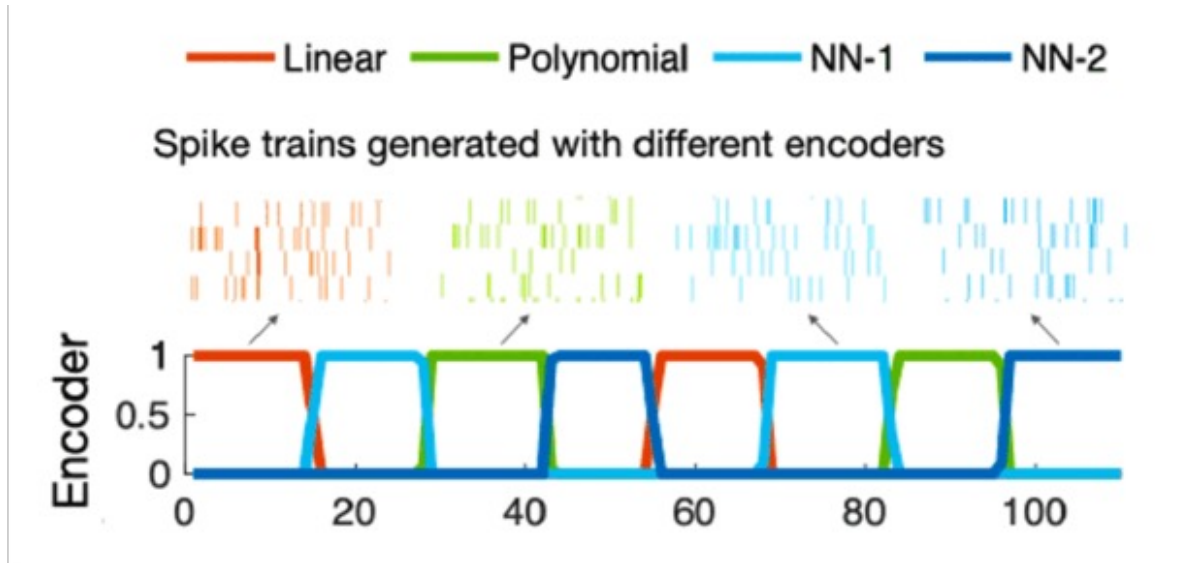 Linear Polynomial NN-1 NN-2
Spike trains generated with different encoders
Encoder
1
0.5
0
0 20 40 60 80 100